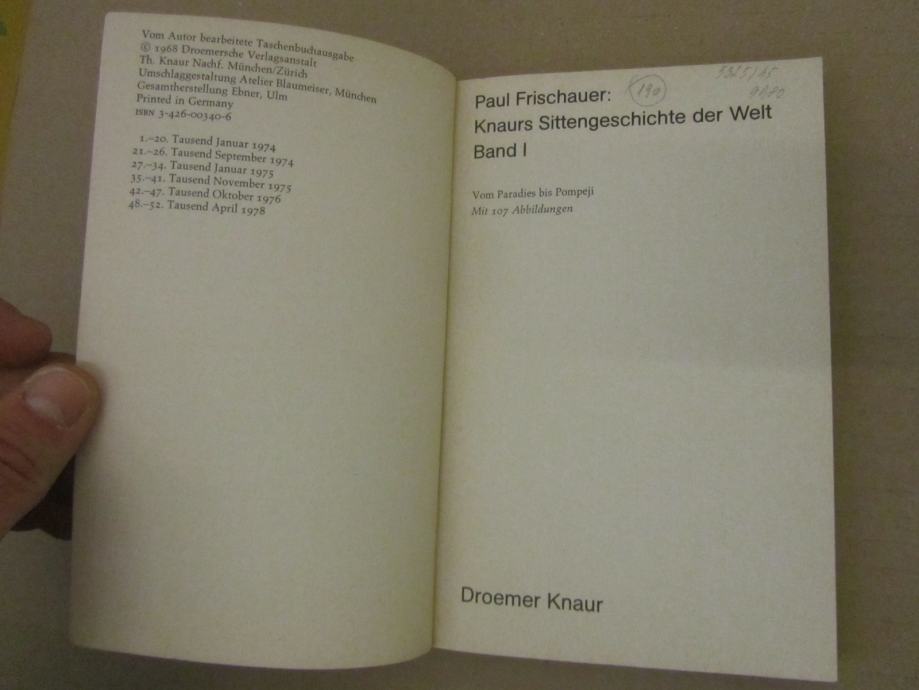 Vom Autor bearbeitete Taschenbuchausgabe
© 1968 Droemersche Verlagsanstalt
Th. Knaur Nachf. München/Zürich
Umschlaggestaltung Atelier Blaumeiser, München
Gesamtherstellung Ebner, Ulm
Printed in Germany
ISBN 3-426-00340-6
1.–20. Tausend Januar 1974
21.–26. Tausend September 1974
27.–34. Tausend Januar 1975
35.–41. Tausend November 1975
42.–47. Tausend Oktober 1976
48.–52. Tausend April 1978
190
Paul Frischauer:
Knaurs Sittengeschichte der Welt
Band I
Vom Paradies bis Pompeji
Mit 107 Abbildungen
Droemer Knaur